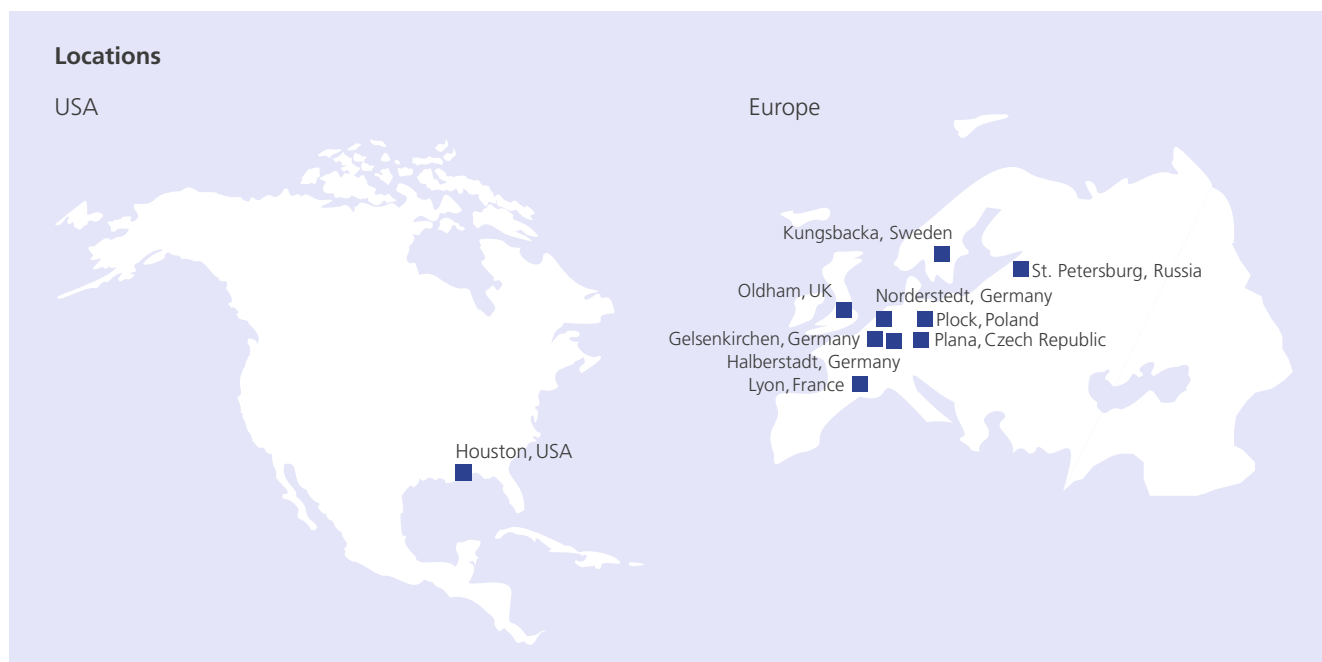 Locations
USA
Europe
Kungsbacka, Sweden
St. Petersburg, Russia
Oldham, UK
Norderstedt, Germany
Plock, Poland
Gelsenkirchen, Germany
Plana, Czech Republic
Halberstadt, Germany
Lyon, France
Houston, USA